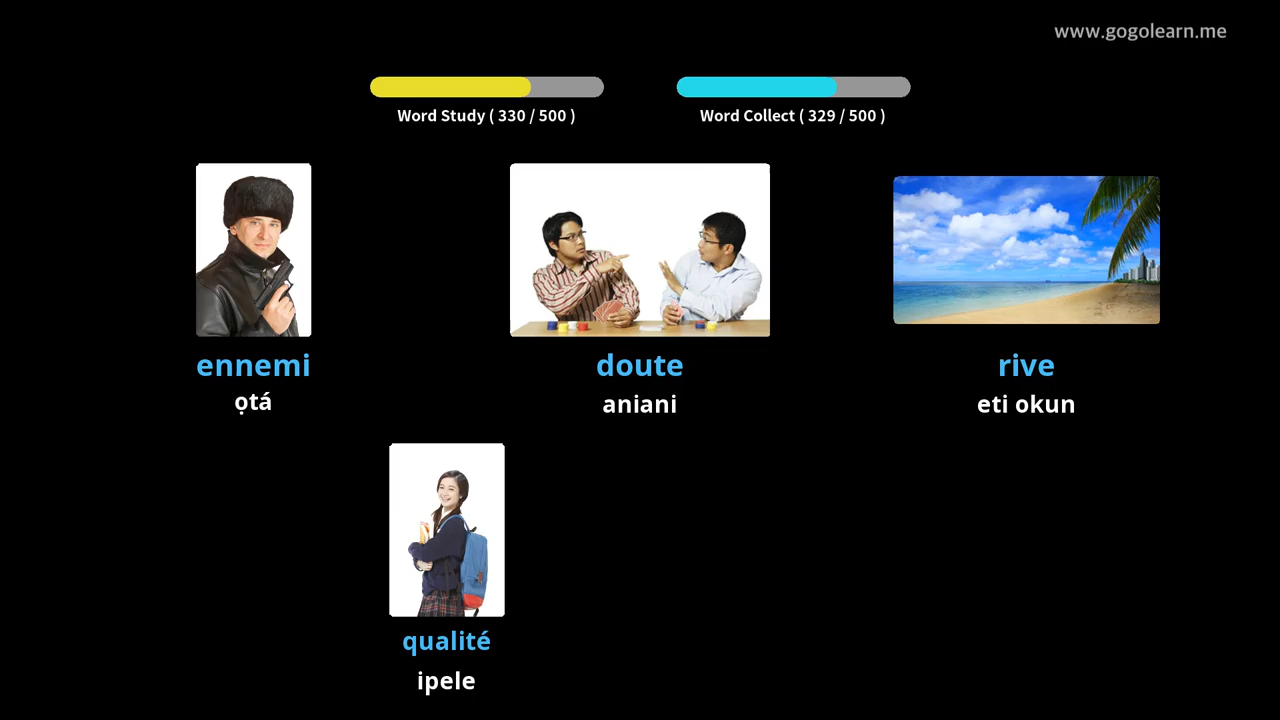 www.gogolearn.me
Word Study ( 330 / 500 )
Word Collect ( 329 / 500 )
ennemi
ọtá
doute
aniani
rive
eti okun
qualité
ipele